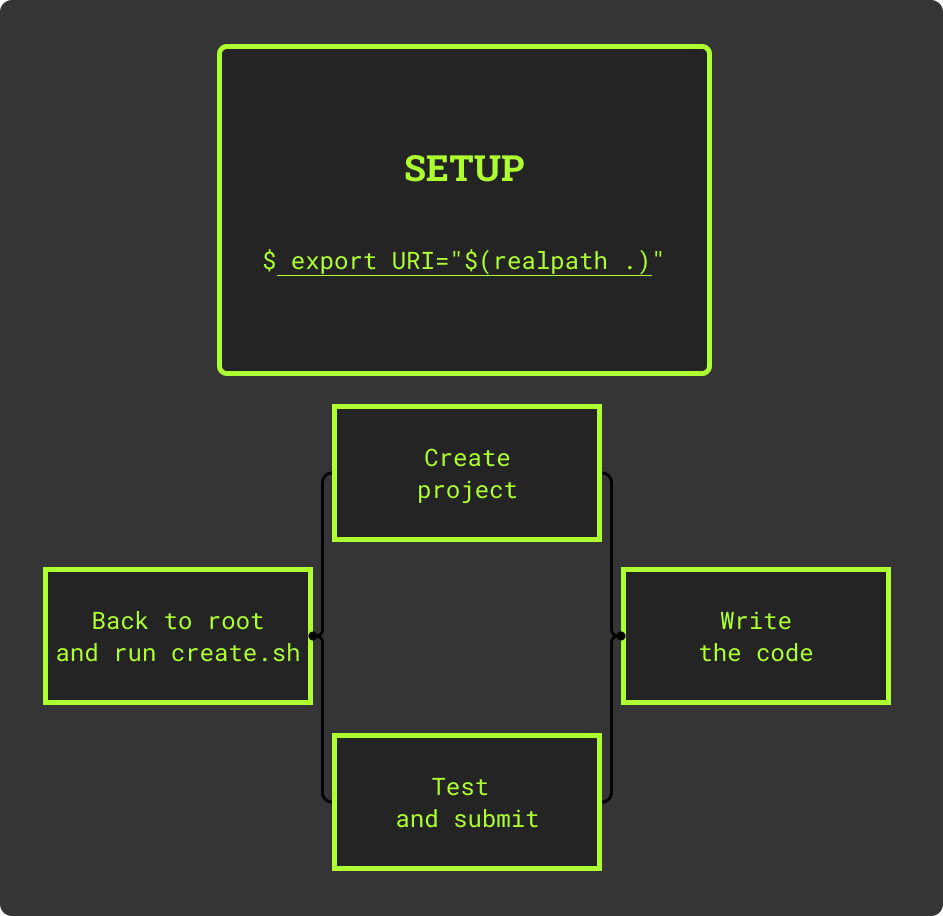 SETUP
$ export URI="$(realpath .)"
Create
project
Back to root
and run create.sh
Write
the code
Test
and submit